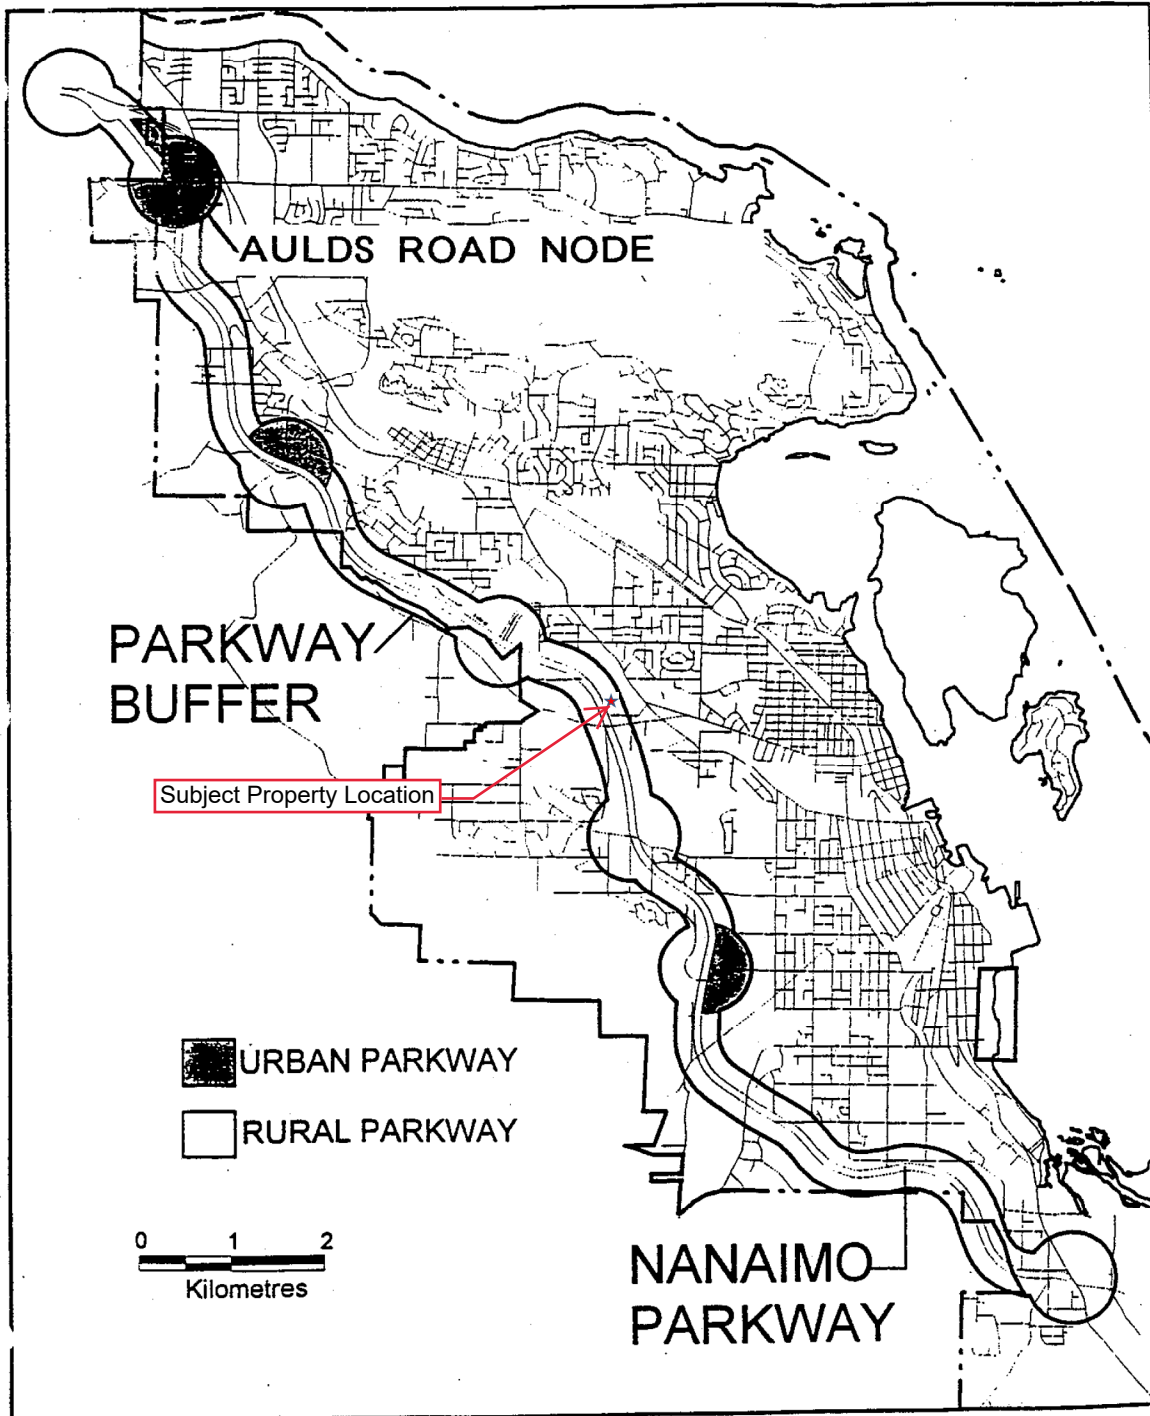 AULDS ROAD NODE
PARKWAY
BUFFER
Subject Property Location
URBAN PARKWAY
RURAL PARKWAY
0 1 2
Kilometres
NANAIMO
PARKWAY